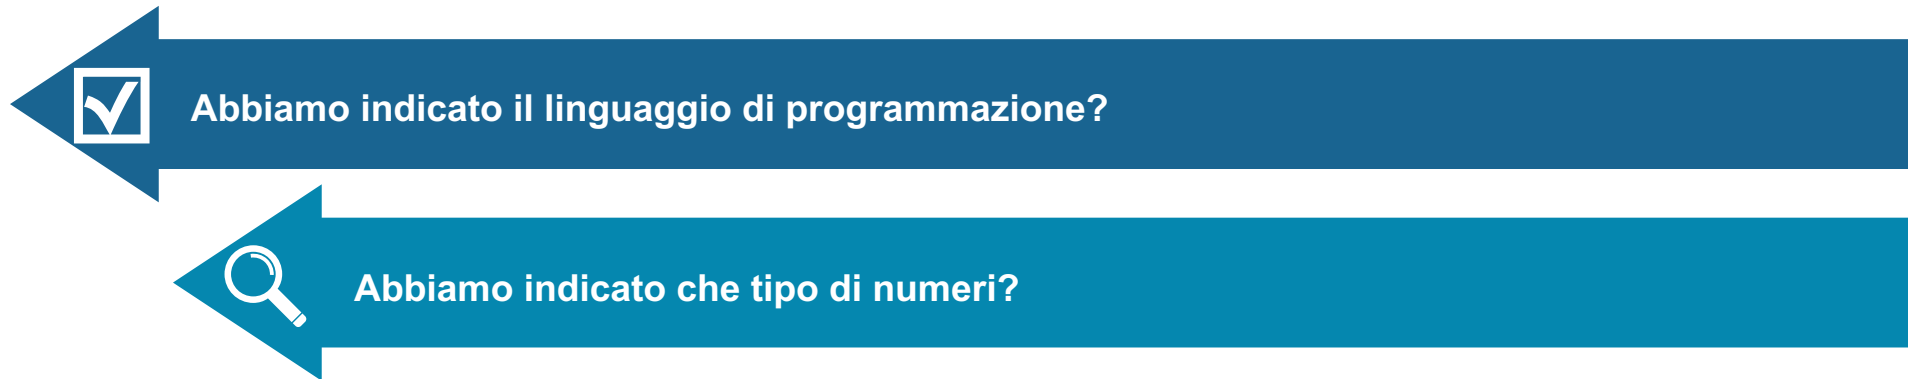 Abbiamo indicato il linguaggio di programmazione?
Abbiamo indicato che tipo di numeri?